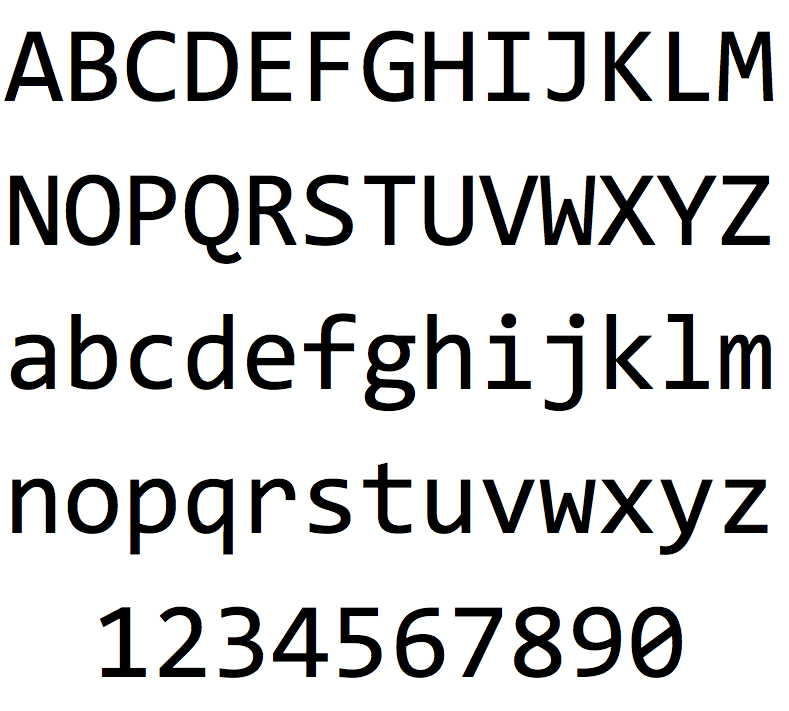 ABCDEFGHIJKLM
NOPQRSTUVWXYZ
abcdefghijklm
nopqrstuvwxyz
1234567890